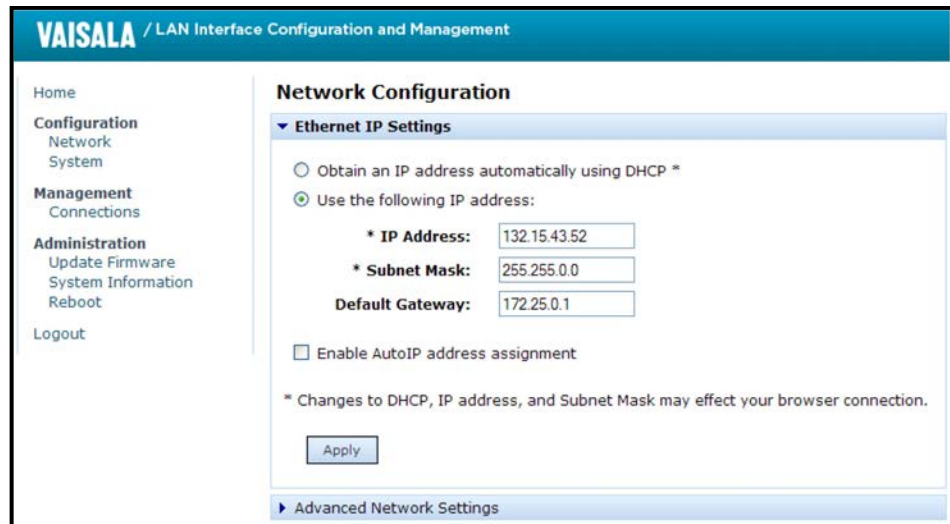 VAISALA / LAN Interface Configuration and Management
Home
Configuration
Network
System
Management
Connections
Administration
Update Firmware
System Information
Reboot
Logout
Network Configuration
Ethernet IP Settings
Obtain an IP address automatically using DHCP *
Use the following IP address:
* IP Address: 132.15.43.52
* Subnet Mask: 255.255.0.0
Default Gateway: 172.25.0.1
Enable AutoIP address assignment
* Changes to DHCP, IP address, and Subnet Mask may effect your browser connection.
Apply
Advanced Network Settings